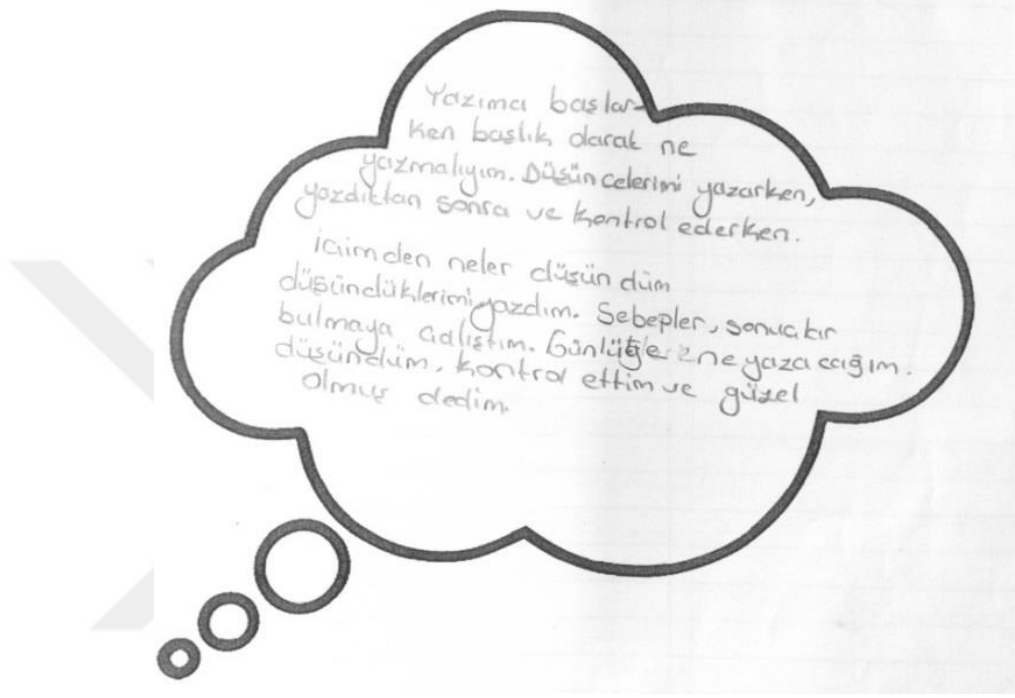 Yazıma başlar-
ken başlık olarak ne
yazmalıyım. Düşüncelerimi yazarken,
yazdıktan sonra ve kontrol ederken.
İçimden neler düşündüm
düşündüklerimi yazdım. Sebepler, sonuçlar
bulmaya çalıştım. Günlüğe ne yazacağım.
düşündüm, kontrol ettim ve güzel
olmuş dedim.